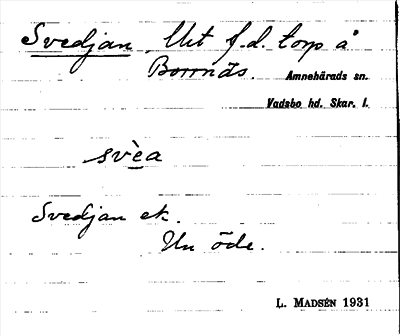 Svedjan, Utt f.d. torp å
Borrnäs. Amnehärads sn.
Vadsbo hd. Skar. l.
svèa
Svedjan ek.
Nu öde.
L. MADSÉN 1931